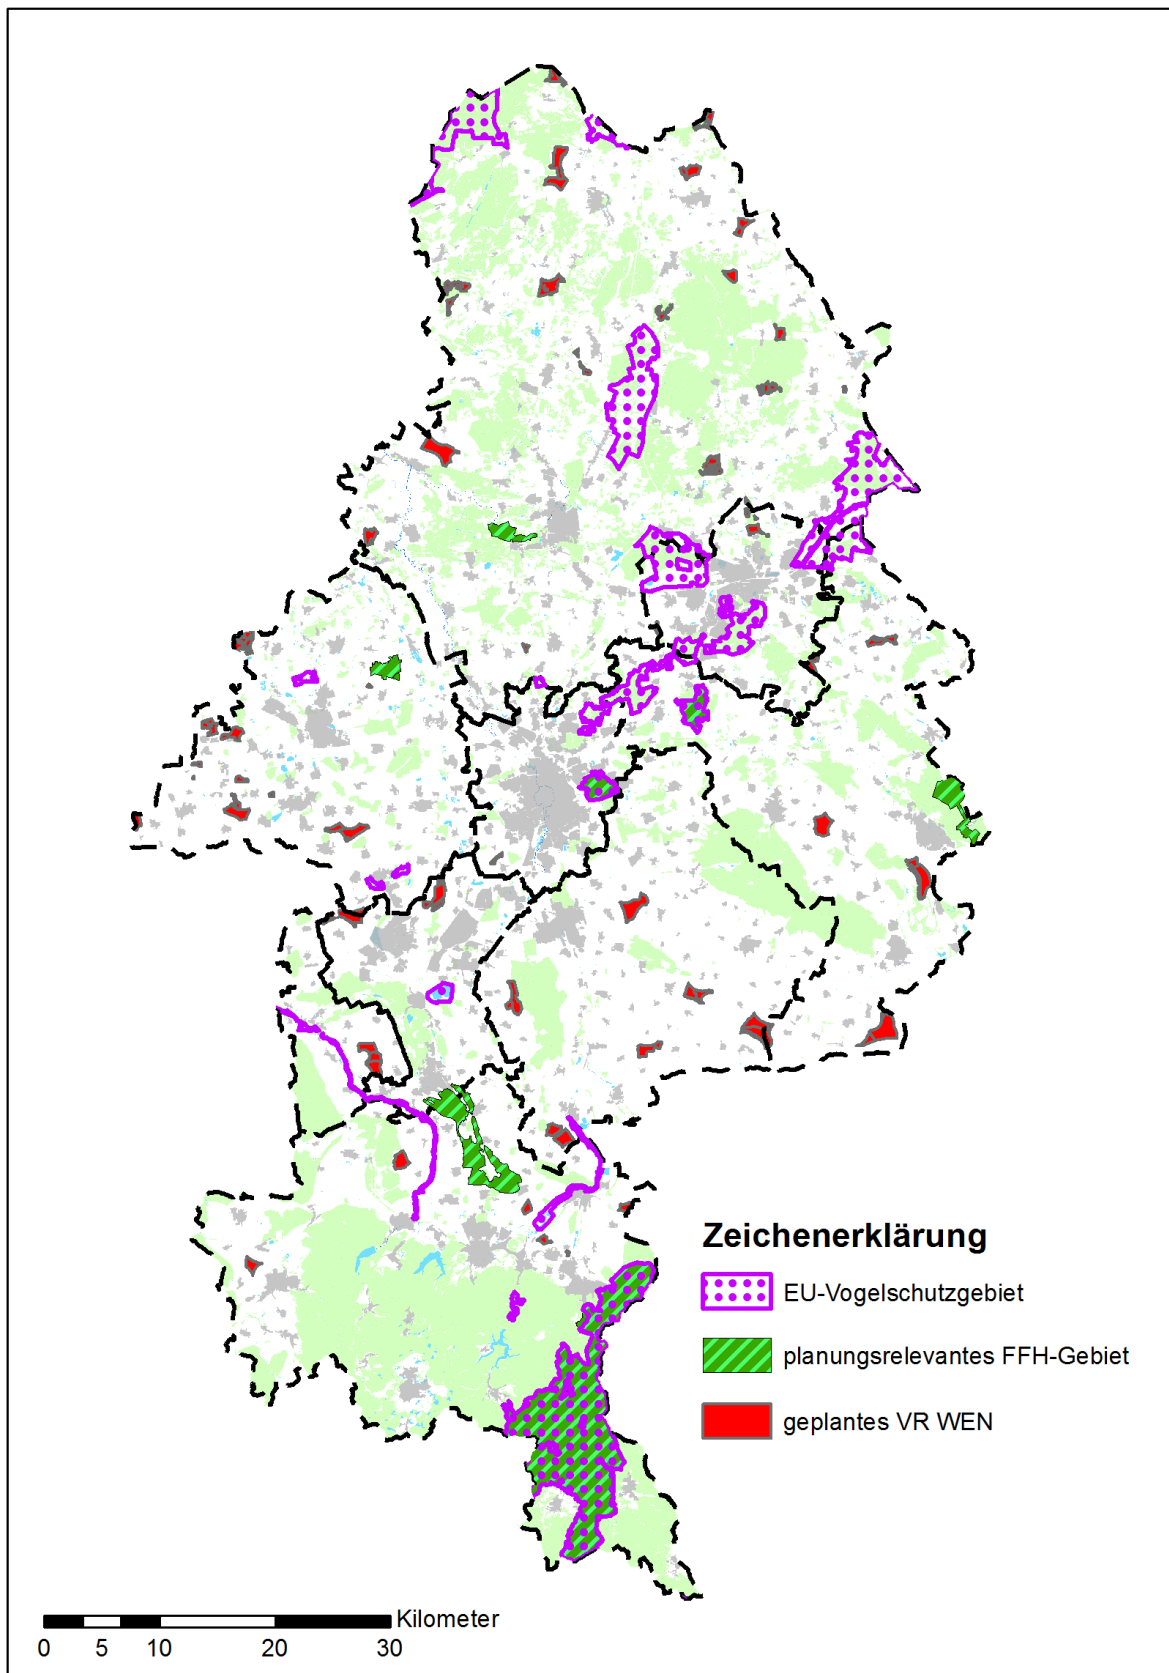 Zeichenerklärung
EU-Vogelschutzgebiet
planungsrelevantes FFH-Gebiet
geplantes VR WEN
Kilometer
0 5 10 20 30